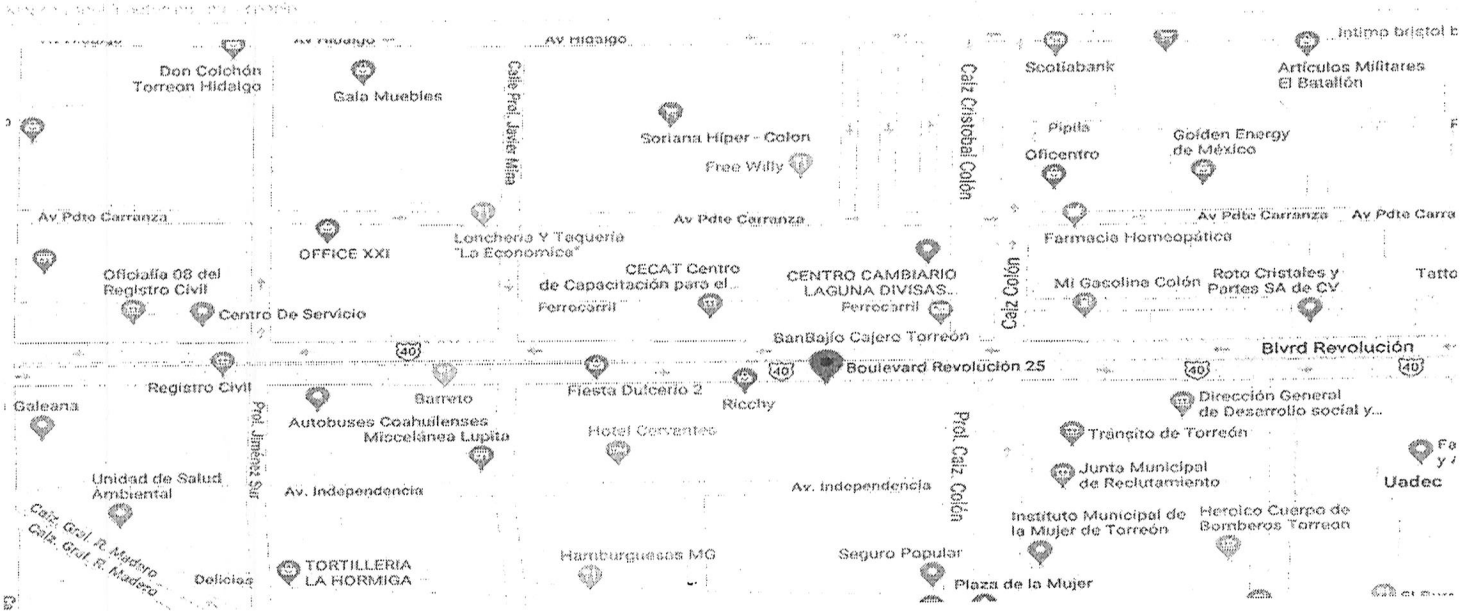 Av Hidalgo
Av Hidalgo
Av Hidalgo
Intimo bristol b
Don Colchón
Torreon Hidalgo
Gala Muebles
Calle Prof. Javier Mina
Calz Cristobal Colón
Scotiabank
Artículos Militares
El Batallón
Soriana Híper - Colon
Free Willy
Pipila
Oficentro
Golden Energy
de México
Av Pdte Carranza
Av Pdte Carranza
Av Pdte Carranza
Av Pdte Carra
OFFICE XXI
Loncheria Y Taquería
"La Economica"
Farmacia Homeopática
Oficialía 08 del
Registro Civil
CECAT Centro
de Capacitación para el...
CENTRO CAMBIARIO
LAGUNA DIVISAS...
Calz Colón
Mi Gasolina Colón
Roto Cristales y
Partes SA de CV
Tatto
Centro De Servicio
Ferrocarril
Ferrocarril
BanBajío Cajero Torreón
40
Blvrd Revolución
Registro Civil
Barreto
Fiesta Dulcerio 2
Ricchy
40
Boulevard Revolución 25
40
40
Galeana
Prol. Jiménez Sur
Autobuses Coahuilenses
Miscelánea Lupita
Hotel Cervantes
Prol. Calz. Colón
Dirección General
de Desarrollo social y...
Tránsito de Torreón
Unidad de Salud
Ambiental
Av. Independencia
Av. Independencia
Junta Municipal
de Reclutamiento
Uadec
Calz. Gral. R. Madero
Calz. Gral. R. Madero
Instituto Municipal de
la Mujer de Torreón
Heroico Cuerpo de
Bomberos Torreon
Delicias
TORTILLERIA
LA HORMIGA
Hamburguesas MG
Seguro Popular
Plaza de la Mujer